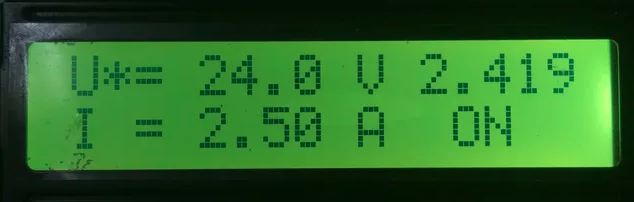 U*= 24.0 V 2.419
I = 2.50 A ON